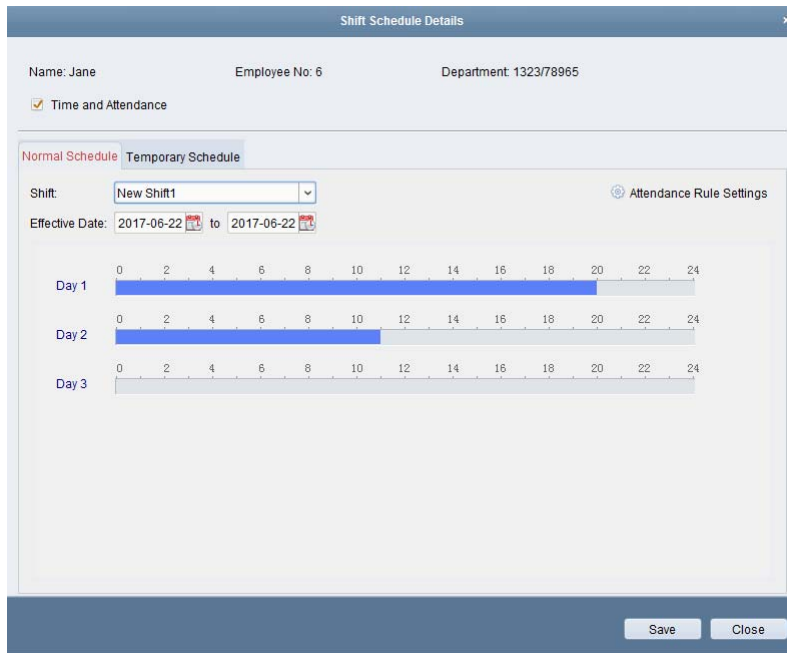 Shift Schedule Details
Name: Jane Employee No: 6 Department: 1323/78965
Time and Attendance
Normal Schedule Temporary Schedule
Shift: New Shift1 Attendance Rule Settings
Effective Date: 2017-06-22 to 2017-06-22
0 2 4 6 8 10 12 14 16 18 20 22 24
Day 1
0 2 4 6 8 10 12 14 16 18 20 22 24
Day 2
0 2 4 6 8 10 12 14 16 18 20 22 24
Day 3
Save Close